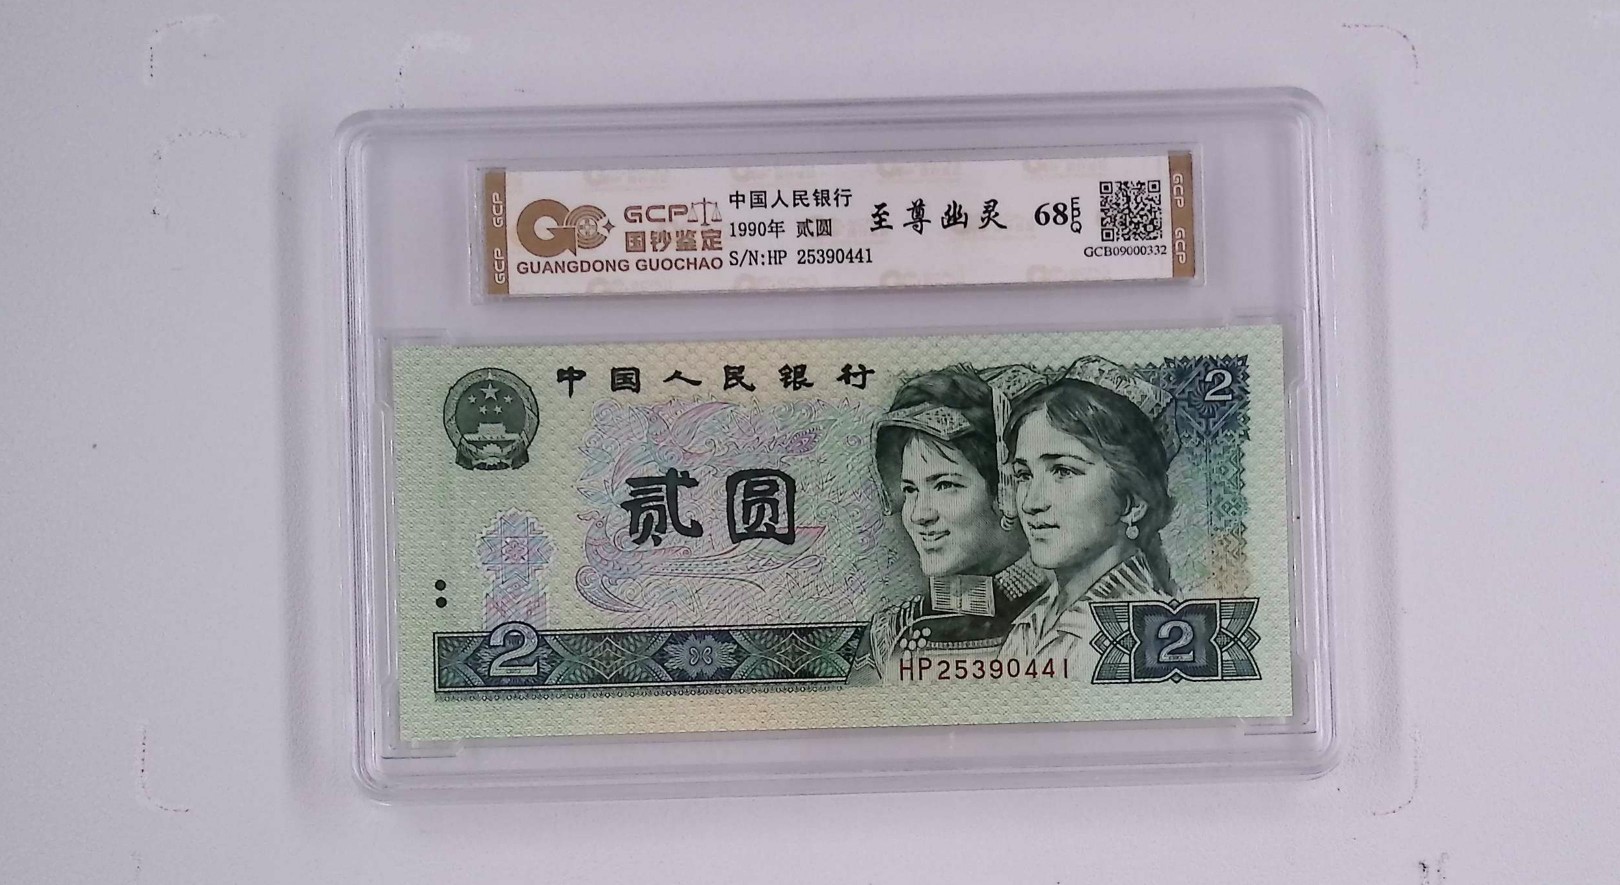 GCP GCP
GCP
国钞鉴定
GUANGDONG GUOCHAO
中国人民银行
1990年 贰圆
S/N:HP 25390441
至尊幽灵
68 EPQ
GCB09000332
GCP GCP
中国人民银行
2
贰圆
2
HP25390441
2